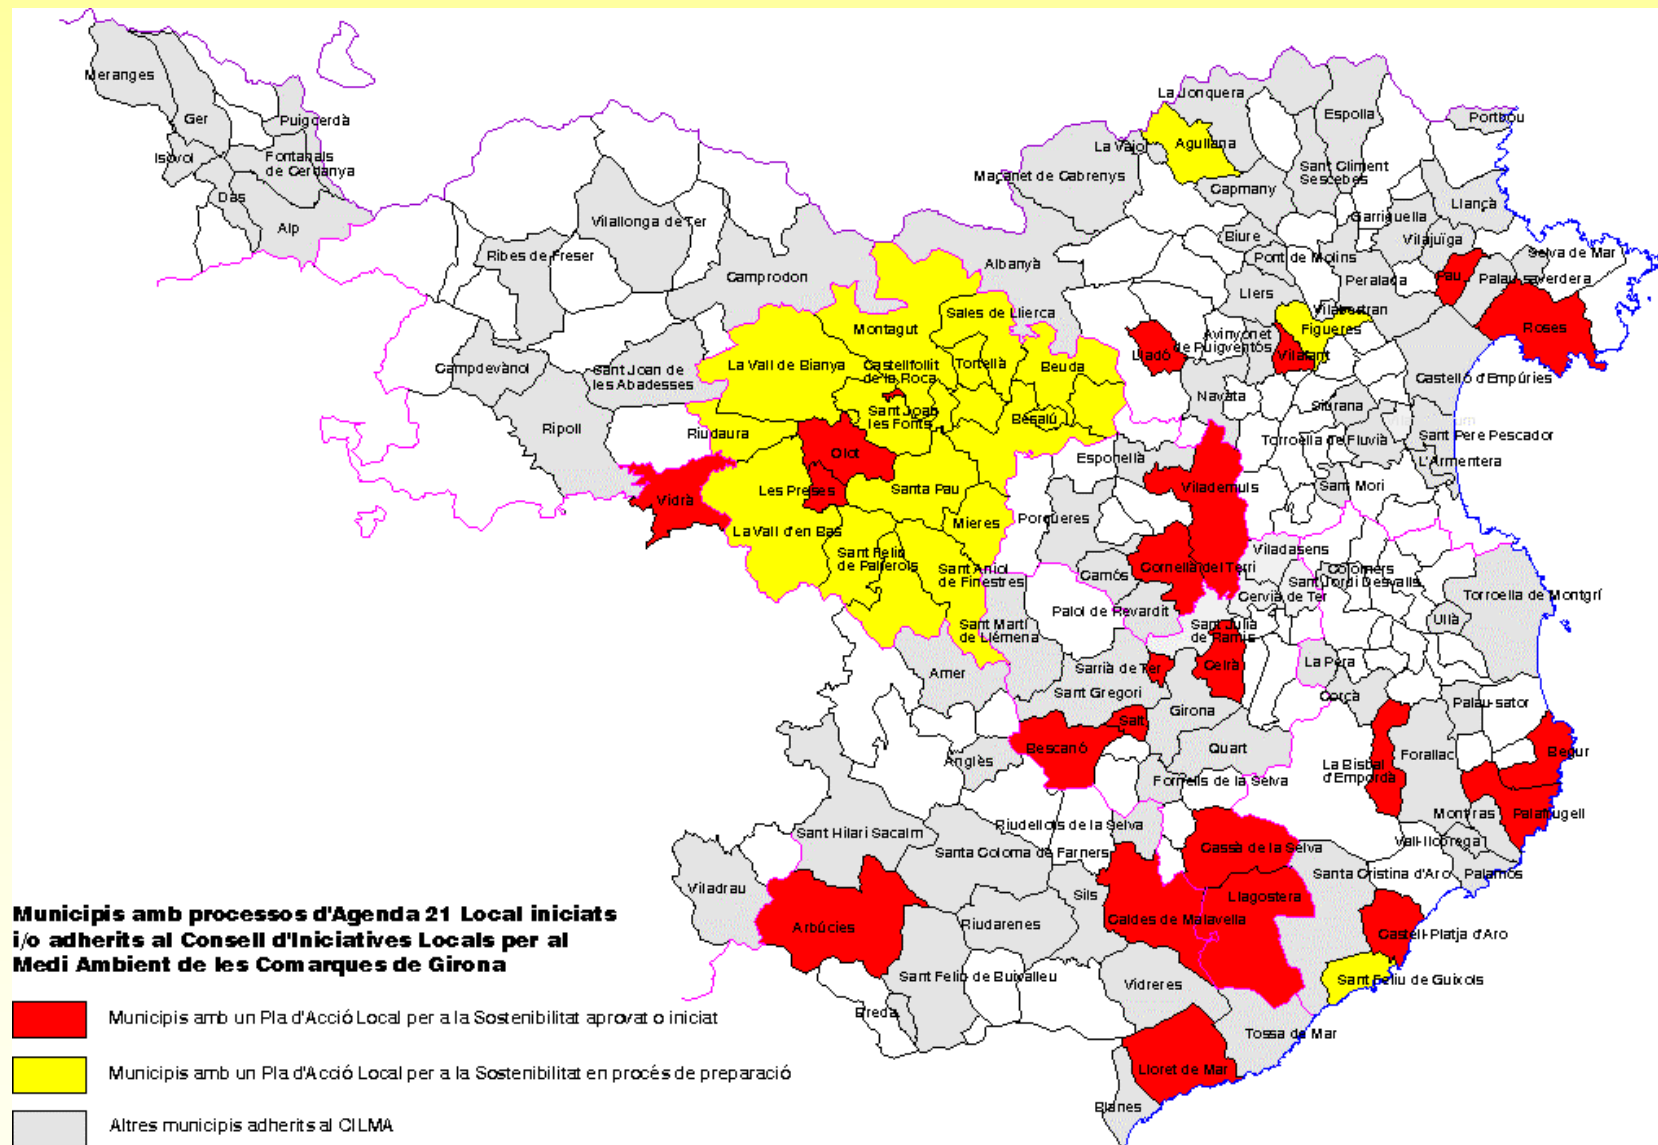 Meranges
Ger
Puigcerdà
Isòvol
Fontanals
de Cerdanya
Das
Alp
Vilallonga de Ter
Ribes de Freser
Camprodon
Campdevànol
Sant Joan de
les Abadesses
Ripoll
Vidrà
La Jonquera
Espolla
Portbou
La Vajol
Agullana
Maçanet de Cabrenys
Sant Climent
Sescebes
Capmany
Llançà
Garriguella
Biure
Vilajuïga
Selva de Mar
Pont de Molins
Albanyà
Peralada
Pau
Palau-saverdera
Llers
Vilabertran
Roses
Figueres
Avinyonet
de Puigventós
Vilafant
Lladó
Castelló d'Empúries
Navata
Siurana
Torroella de Fluvià
Sant Pere Pescador
L'Armentera
Sant Mori
Montagut
Sales de Llierca
La Vall de Bianya
Castellfollit
de la Roca
Tortellà
Beuda
Sant Joan
les Fonts
Besalú
Riudaura
Olot
Les Preses
Santa Pau
Mieres
La Vall d'en Bas
Sant Feliu
de Pallerols
Sant Aniol
de Finestres
Esponellà
Vilademuls
Porqueres
Camós
Cornellà del Terri
Viladasens
Colomers
Sant Jordi Desvalls
Cervià de Ter
Palol de Revardit
Torroella de Montgrí
Ullà
Sant Martí
de Llémena
Sant Julià
de Ramis
Amer
Sarrià de Ter
Celrà
La Pera
Sant Gregori
Corçà
Palau-sator
Girona
Salt
Bescanó
Quart
Begur
Forallac
La Bisbal
d'Empordà
Anglès
Fornells de la Selva
Palafrugell
Mont-ras
Riudellots de la Selva
Sant Hilari Sacalm
Vall-llobrega
Cassà de la Selva
Santa Coloma de Farners
Santa Cristina d'Aro
Palamós
Viladrau
Sils
Llagostera
Arbúcies
Riudarenes
Caldes de Malavella
Castell-Platja d'Aro
Sant Feliu de Buixalleu
Vidreres
Sant Feliu de Guíxols
Breda
Tossa de Mar
Lloret de Mar
Blanes
Municipis amb processos d'Agenda 21 Local iniciats
i/o adherits al Consell d'Iniciatives Locals per al
Medi Ambient de les Comarques de Girona
Municipis amb un Pla d'Acció Local per a la Sostenibilitat aprovat o iniciat
Municipis amb un Pla d'Acció Local per a la Sostenibilitat en procés de preparació
Altres municipis adherits al CILMA